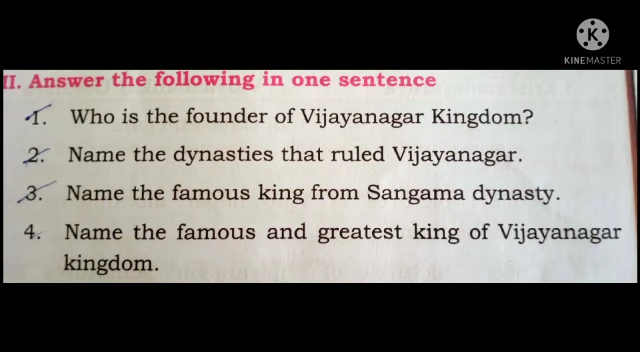 K
KINEMASTER
II. Answer the following in one sentence
1. Who is the founder of Vijayanagar Kingdom?
2. Name the dynasties that ruled Vijayanagar.
3. Name the famous king from Sangama dynasty.
4. Name the famous and greatest king of Vijayanagar
kingdom.